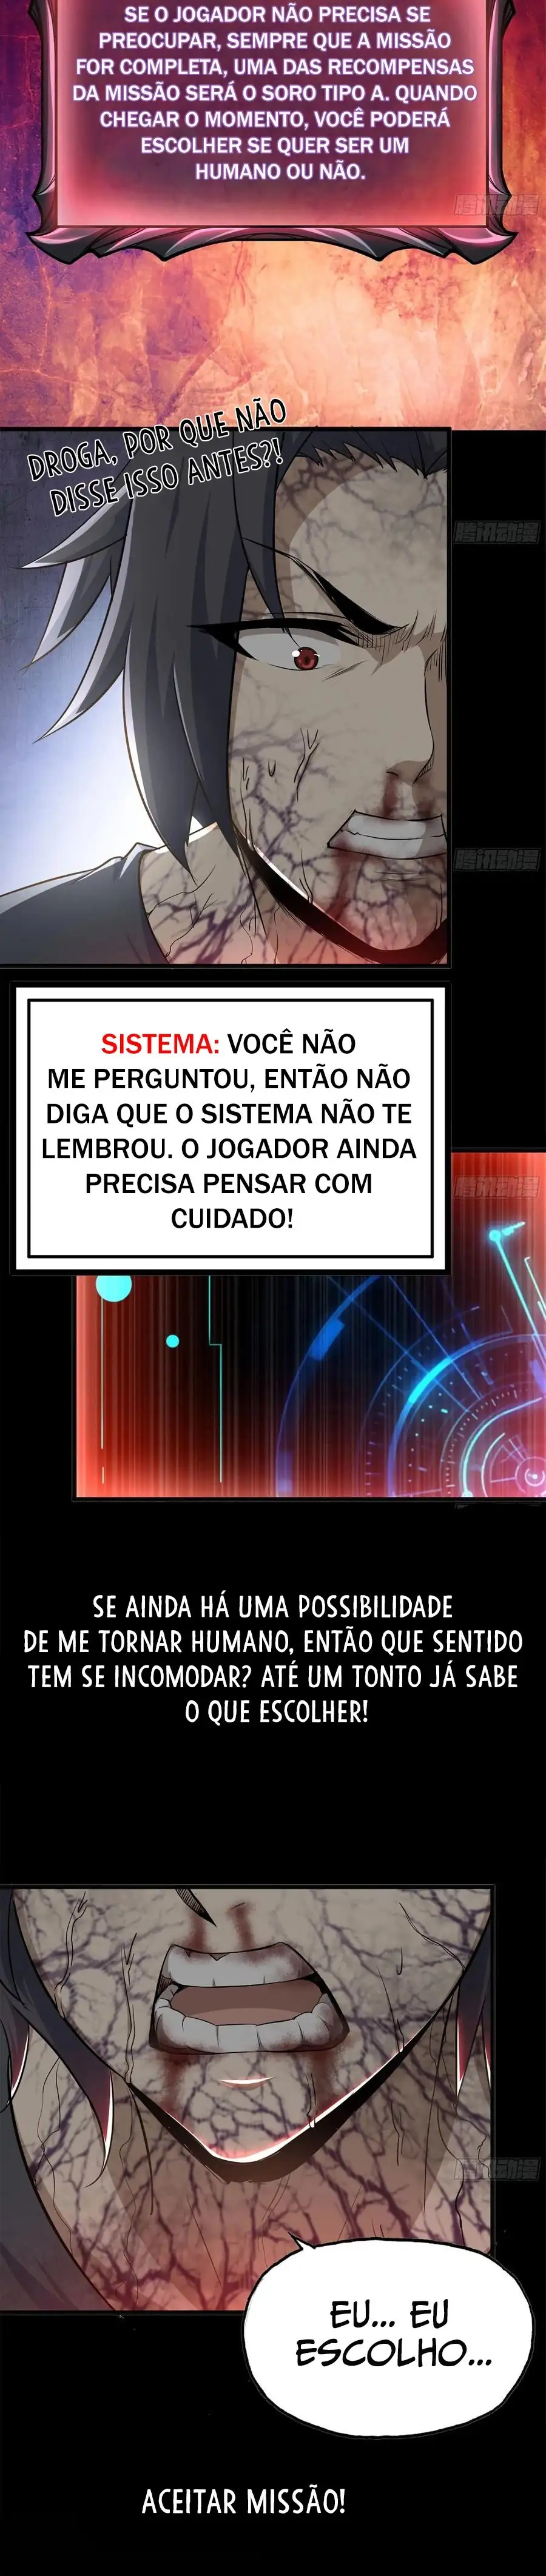 SE O JOGADOR NÃO PRECISA SE
PREOCUPAR, SEMPRE QUE A MISSÃO
FOR COMPLETA, UMA DAS RECOMPENSAS
DA MISSÃO SERÁ O SORO TIPO A. QUANDO
CHEGAR O MOMENTO, VOCÊ PODERÁ
ESCOLHER SE QUER SER UM
HUMANO OU NÃO.
腾讯动漫
DROGA, POR QUE NÃO
DISSE ISSO ANTES?!
腾讯动漫
腾讯动漫
SISTEMA: VOCÊ NÃO
ME PERGUNTOU, ENTÃO NÃO
DIGA QUE O SISTEMA NÃO TE
LEMBROU. O JOGADOR AINDA
PRECISA PENSAR COM
CUIDADO!
腾讯动漫
SE AINDA HÁ UMA POSSIBILIDADE
DE ME TORNAR HUMANO, ENTÃO QUE SENTIDO
TEM SE INCOMODAR? ATÉ UM TONTO JÁ SABE
O QUE ESCOLHER!
腾讯动漫
EU... EU
ESCOLHO...
ACEITAR MISSÃO!